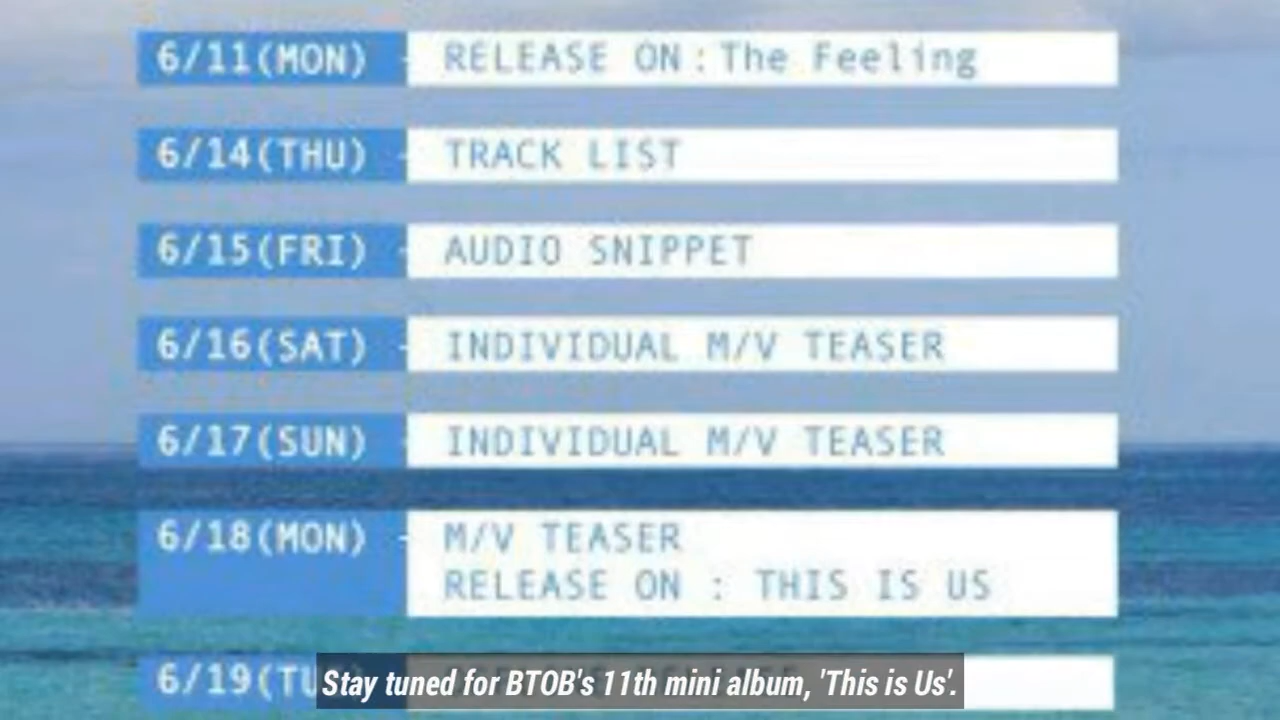 6/11(MON) - RELEASE ON : The Feeling
6/14(THU) - TRACK LIST
6/15(FRI) - AUDIO SNIPPET
6/16(SAT) - INDIVIDUAL M/V TEASER
6/17(SUN) - INDIVIDUAL M/V TEASER
6/18(MON) - M/V TEASER
RELEASE ON : THIS IS US
6/19(TU
Stay tuned for BTOB's 11th mini album, 'This is Us'.